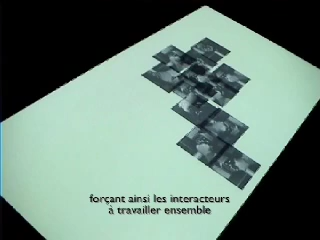 forçant ainsi les interacteurs
à travailler ensemble